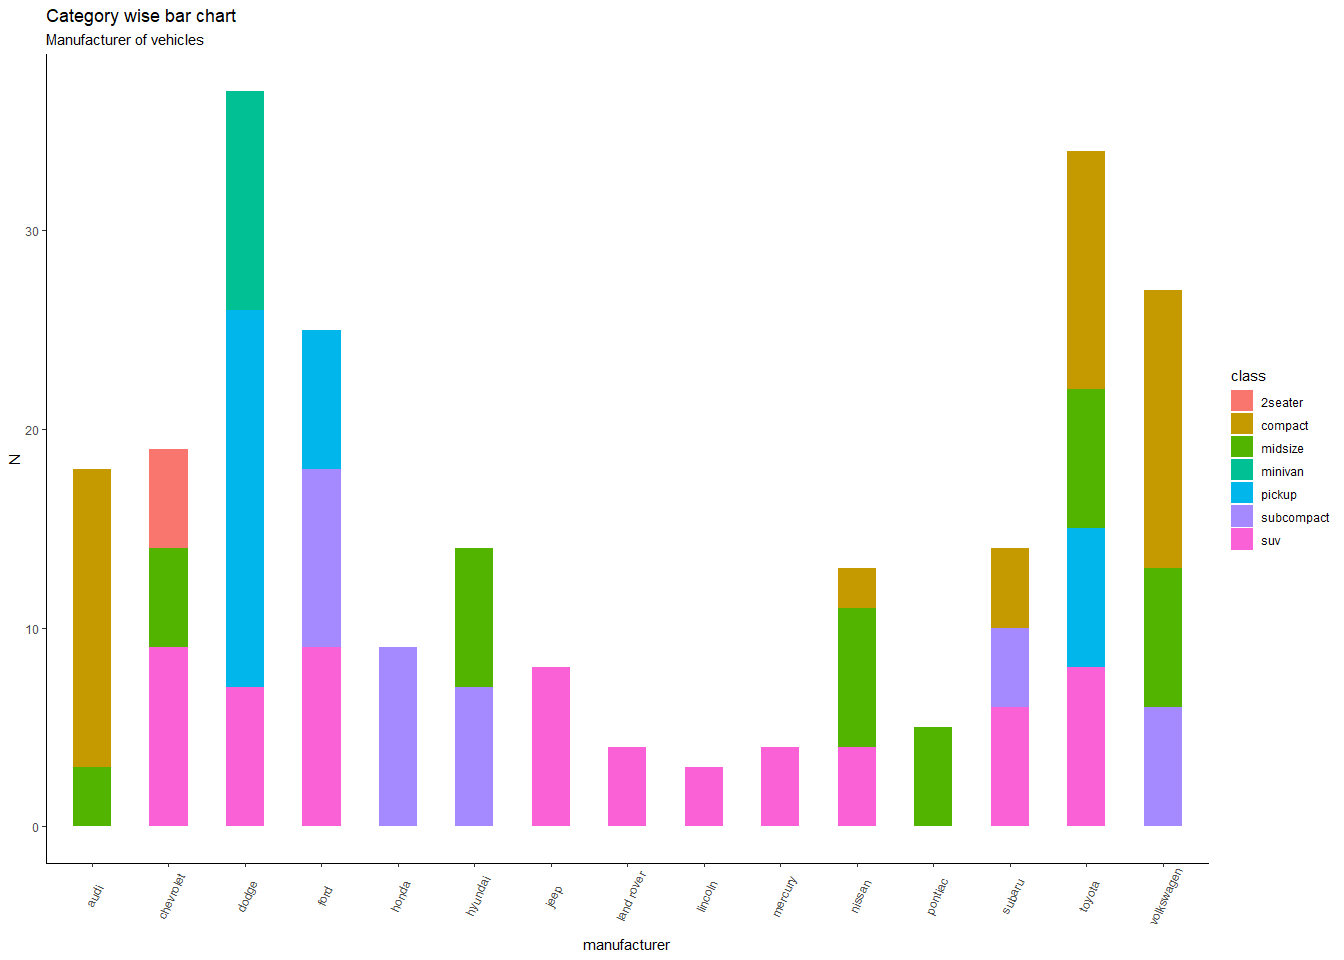 Category wise bar chart
Manufacturer of vehicles
N
30
20
10
0
audi
chevrolet
dodge
ford
honda
hyundai
jeep
land rover
lincoln
mercury
nissan
pontiac
subaru
toyota
volkswagen
manufacturer
class
2seater
compact
midsize
minivan
pickup
subcompact
suv